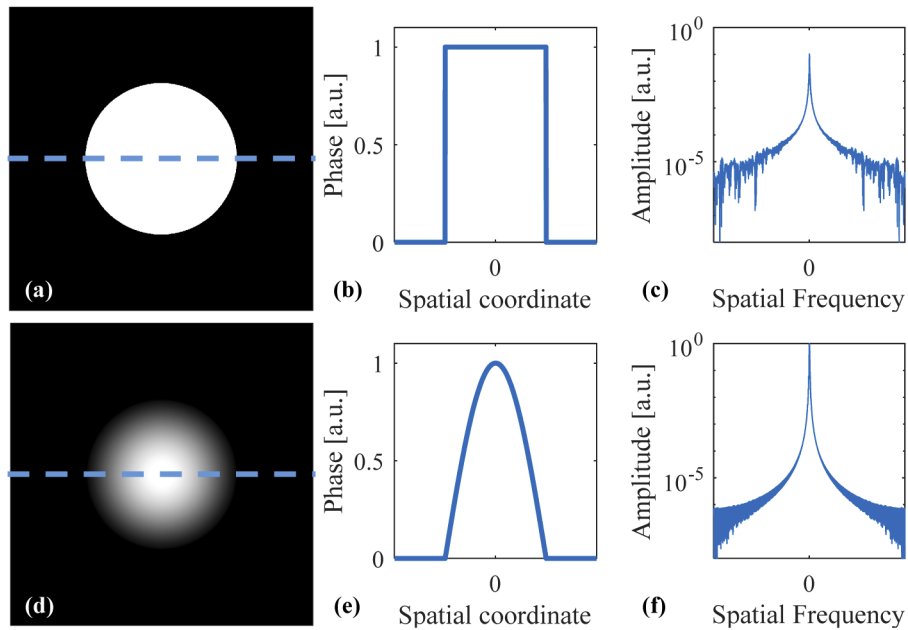 (a)
Phase [a.u.]
1
0.5
0
0
(b) Spatial coordinate
Amplitude [a.u.]
10^0
10^-5
0
(c) Spatial Frequency
(d)
Phase [a.u.]
1
0.5
0
0
(e) Spatial coordinate
Amplitude [a.u.]
10^0
10^-5
0
(f) Spatial Frequency